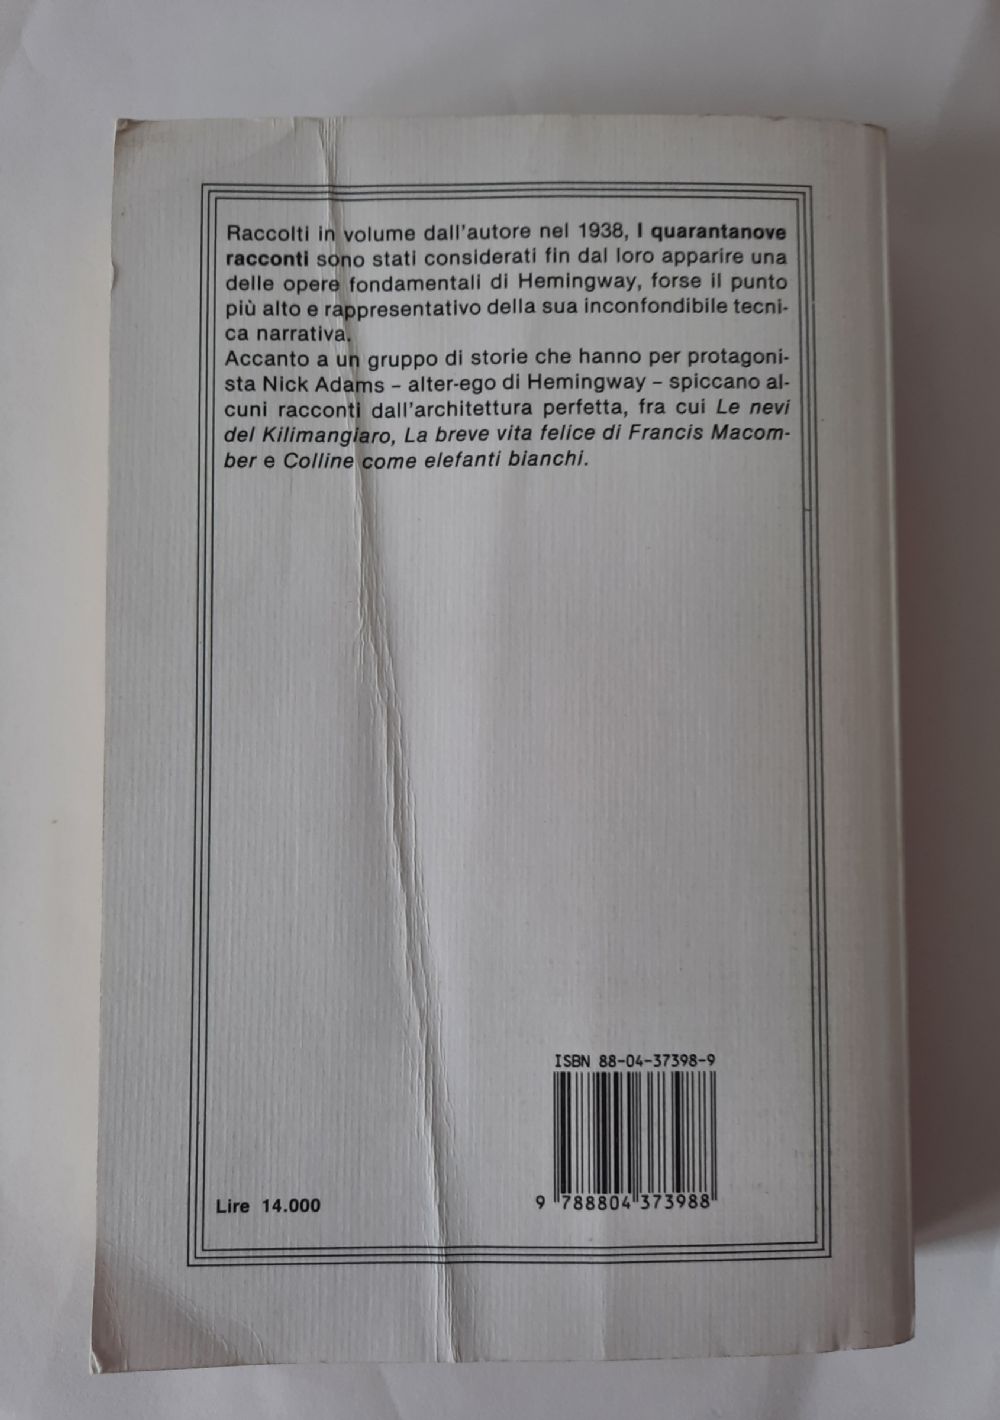 Raccolti in volume dall'autore nel 1938, I quarantanove
racconti sono stati considerati fin dal loro apparire una
delle opere fondamentali di Hemingway, forse il punto
più alto e rappresentativo della sua inconfondibile tecni-
ca narrativa.
Accanto a un gruppo di storie che hanno per protagoni-
sta Nick Adams – alter-ego di Hemingway – spiccano al-
cuni racconti dall'architettura perfetta, fra cui Le nevi
del Kilimangiaro, La breve vita felice di Francis Macom-
ber e Colline come elefanti bianchi.
ISBN 88-04-37398-9
9 788804 373988
Lire 14.000